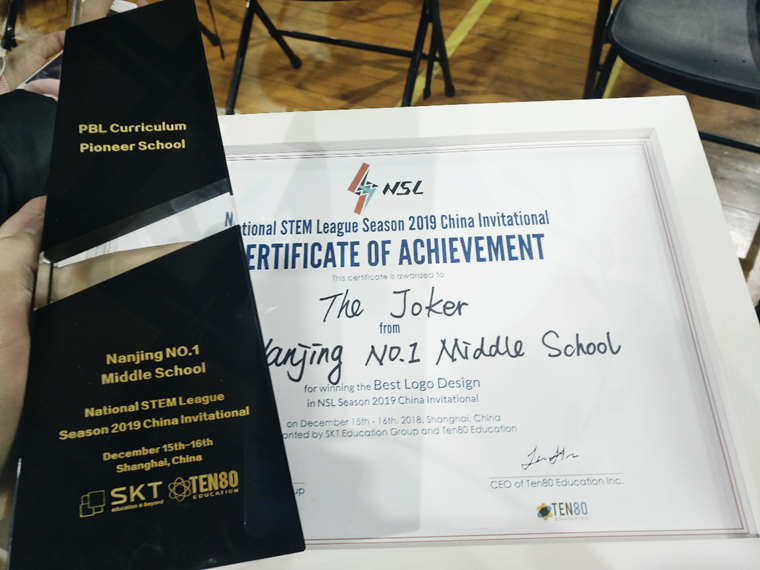 PBL Curriculum
Pioneer School
Nanjing NO.1
Middle School
National STEM League
Season 2019 China Invitational
December 15th-16th
Shanghai, China
SKT
education & beyond
TEN80
EDUCATION
NSL
National STEM League Season 2019 China Invitational
CERTIFICATE OF ACHIEVEMENT
This certificate is awarded to
The Joker
from
Nanjing NO.1 Middle School
for winning the Best Logo Design
in NSL Season 2019 China Invitational
on December 15th - 16th, 2018, Shanghai, China
by SKT Education Group and Ten80 Education
CEO of Ten80 Education Inc.
TEN80
EDUCATION